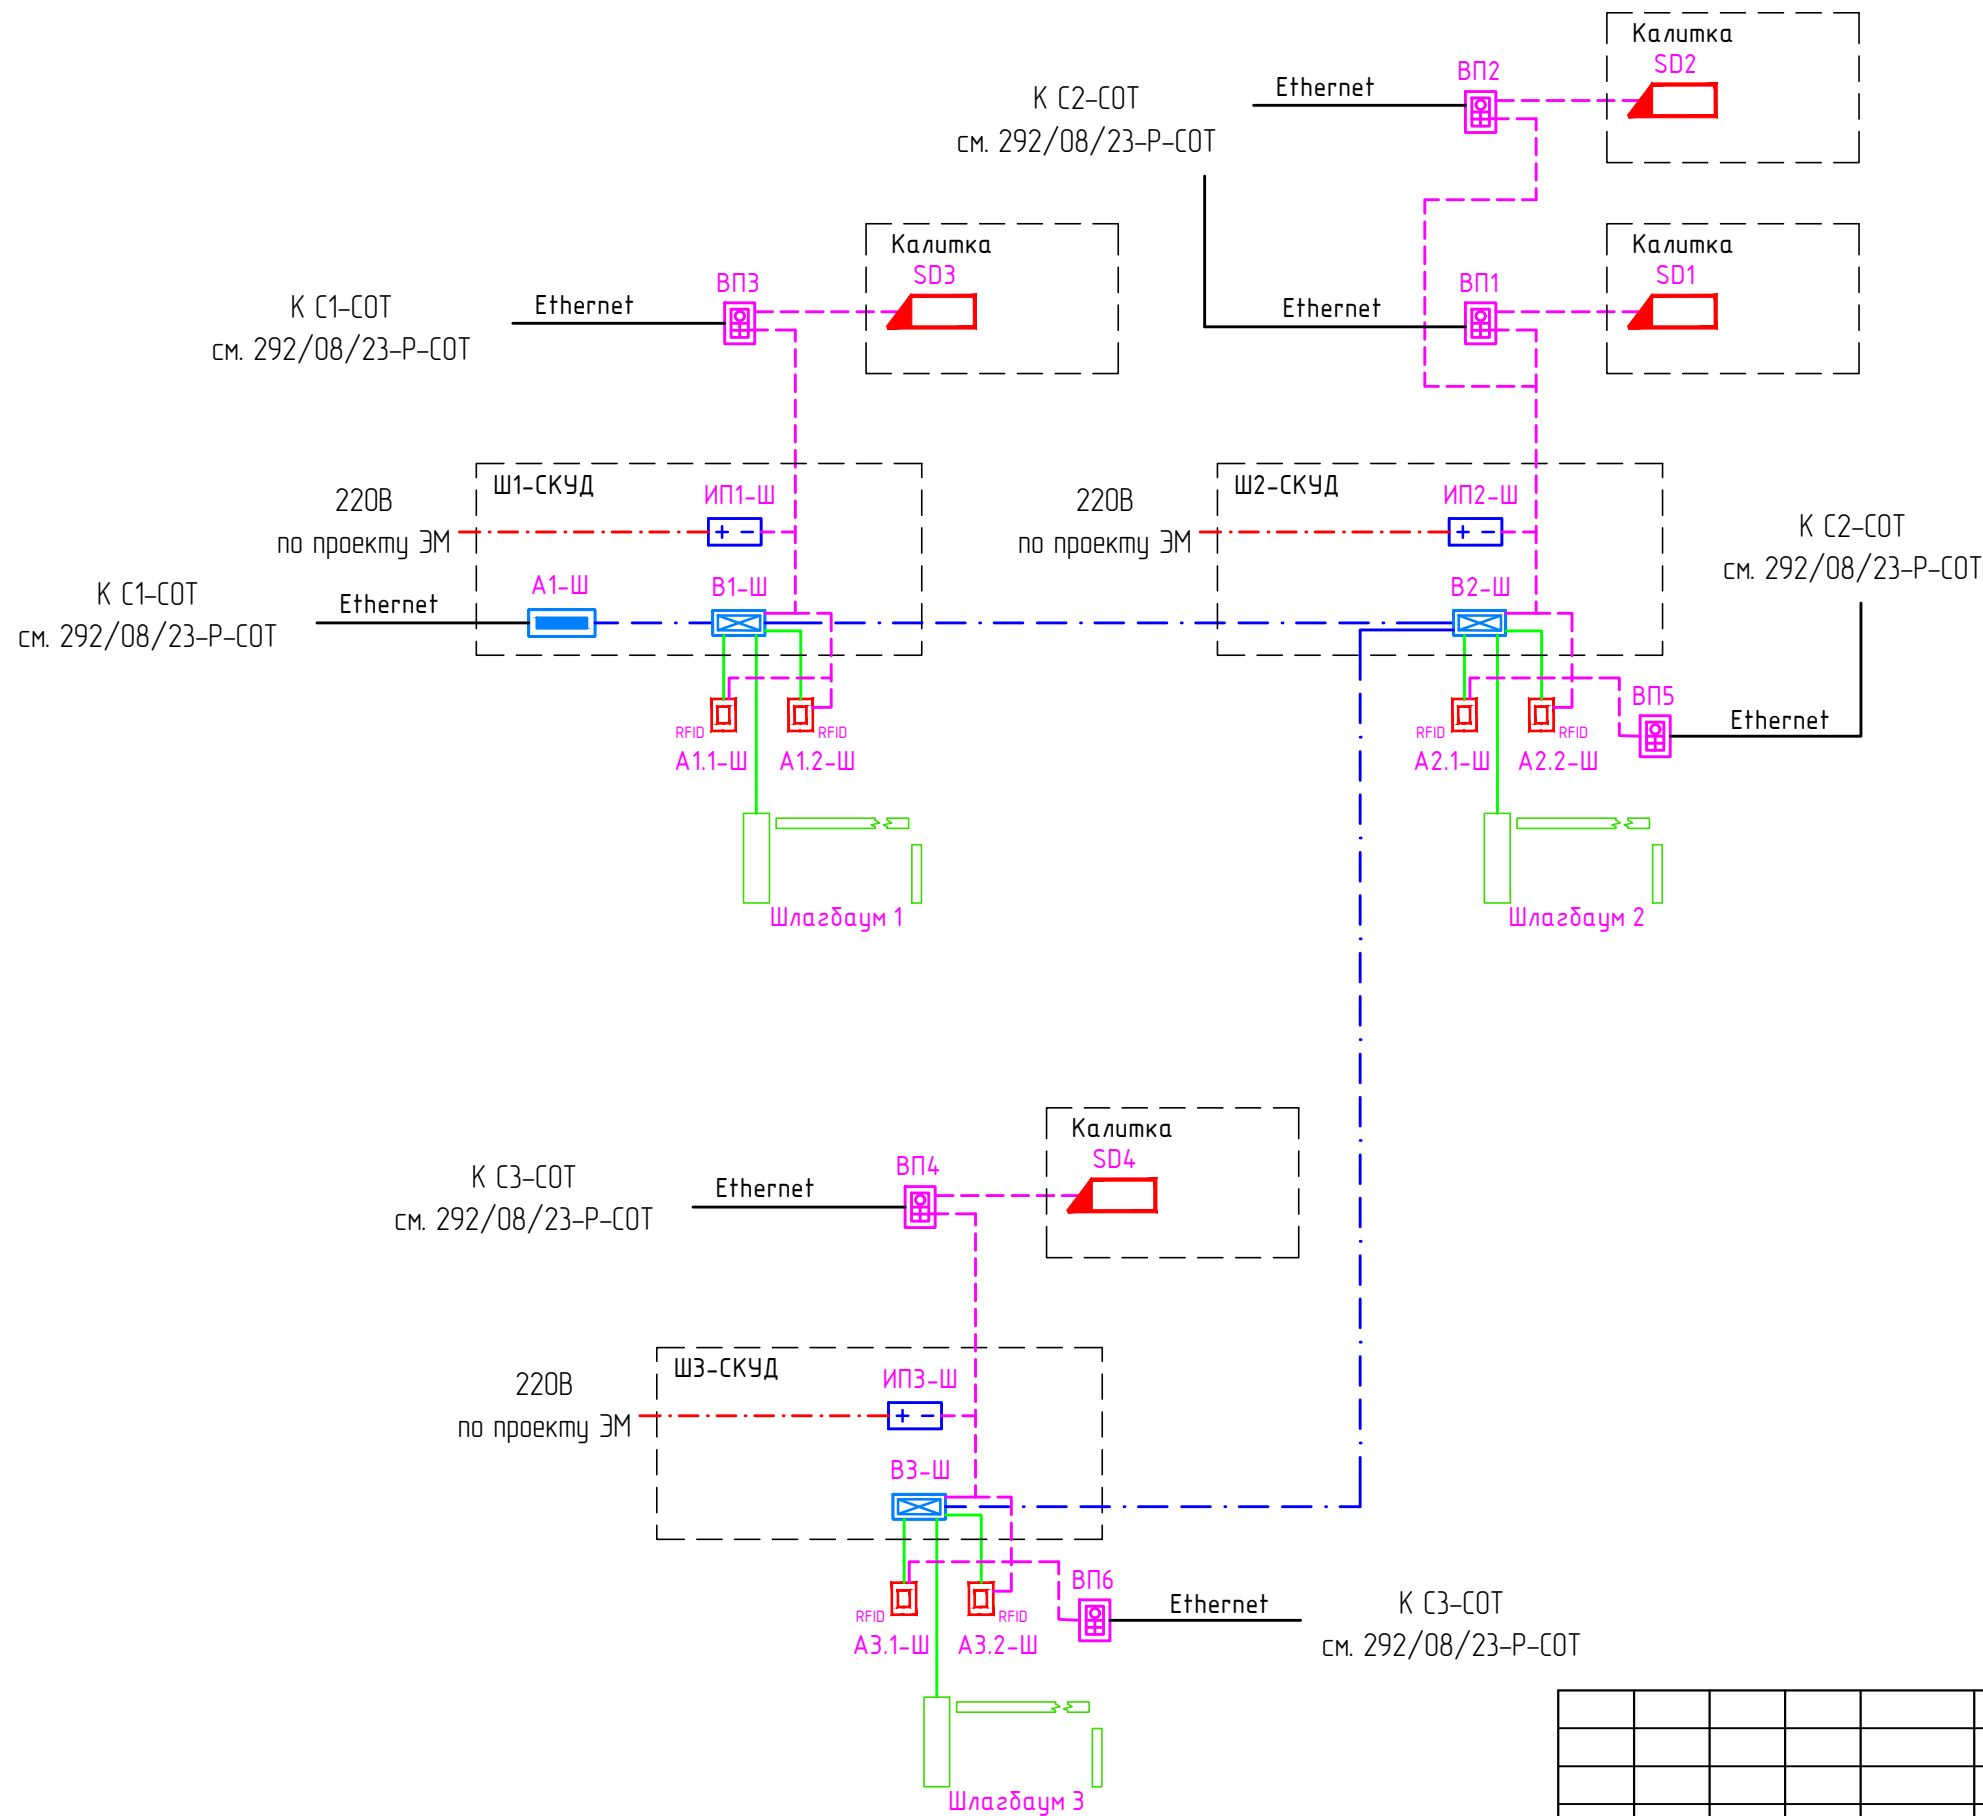 Калитка
SD2
ВП2
Ethernet
К С2-СОТ
см. 292/08/23-Р-СОТ
Калитка
SD3
ВП3
Ethernet
К С1-СОТ
см. 292/08/23-Р-СОТ
Калитка
SD1
ВП1
Ethernet
Ш1-СКУД
ИП1-Ш
220В
по проекту ЭМ
А1-Ш
В1-Ш
К С1-СОТ
см. 292/08/23-Р-СОТ
Ethernet
RFID
RFID
А1.1-Ш
А1.2-Ш
Шлагбаум 1
Ш2-СКУД
ИП2-Ш
220В
по проекту ЭМ
В2-Ш
К С2-СОТ
см. 292/08/23-Р-СОТ
ВП5
Ethernet
RFID
RFID
А2.1-Ш
А2.2-Ш
Шлагбаум 2
Калитка
SD4
ВП4
Ethernet
К С3-СОТ
см. 292/08/23-Р-СОТ
Ш3-СКУД
ИП3-Ш
220В
по проекту ЭМ
В3-Ш
ВП6
Ethernet
К С3-СОТ
см. 292/08/23-Р-СОТ
RFID
RFID
А3.1-Ш
А3.2-Ш
Шлагбаум 3